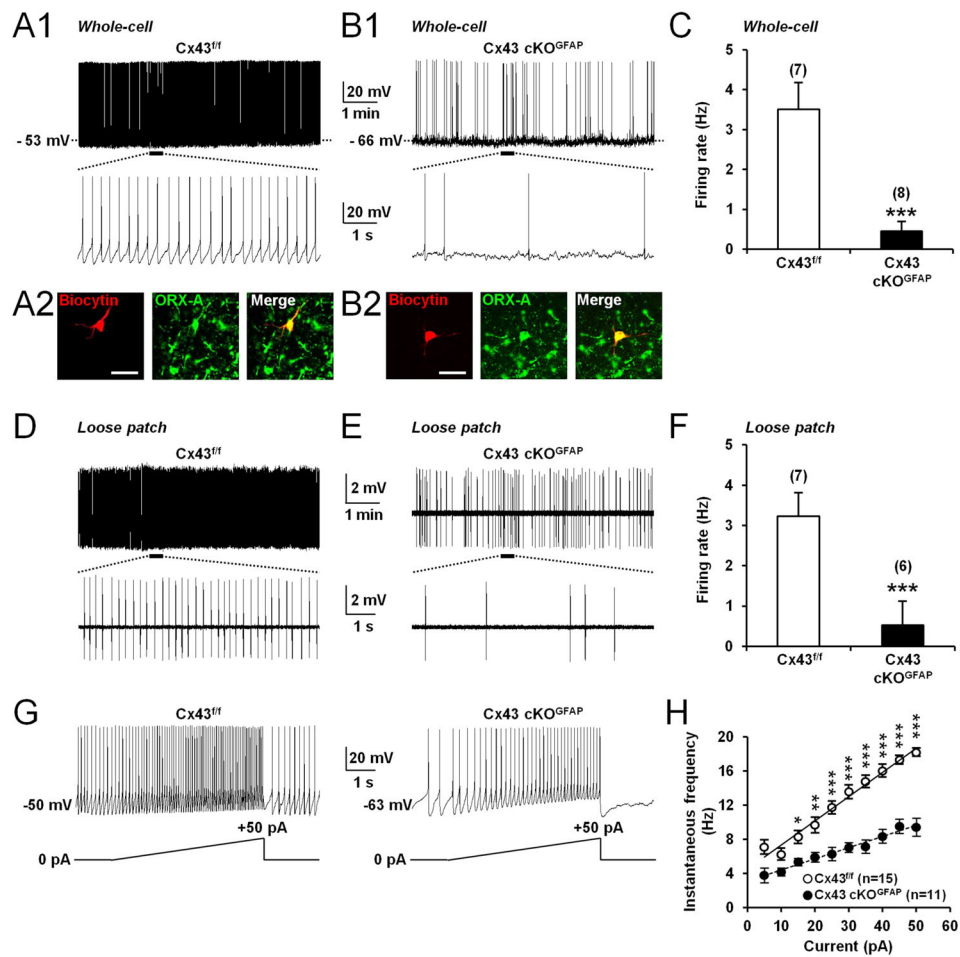 A1 Whole-cell
Cx43f/f
- 53 mV
20 mV
1 min
20 mV
1 s
B1 Whole-cell
Cx43 cKOGFAP
- 66 mV
C Whole-cell
Firing rate (Hz)
5
4
3
2
1
0
(7)
(8)
***
Cx43f/f
Cx43
cKOGFAP
A2 Biocytin ORX-A Merge
B2 Biocytin ORX-A Merge
D Loose patch
Cx43f/f
2 mV
1 min
2 mV
1 s
E Loose patch
Cx43 cKOGFAP
F Loose patch
Firing rate (Hz)
5
4
3
2
1
0
(7)
(6)
***
Cx43f/f
Cx43
cKOGFAP
G
Cx43f/f
-50 mV
+50 pA
0 pA
20 mV
1 s
Cx43 cKOGFAP
-63 mV
+50 pA
0 pA
H
Instantaneous frequency
(Hz)
20
16
12
8
4
0
* ** *** *** *** *** *** ***
Cx43f/f (n=15)
Cx43 cKOGFAP (n=11)
0 10 20 30 40 50 60
Current (pA)